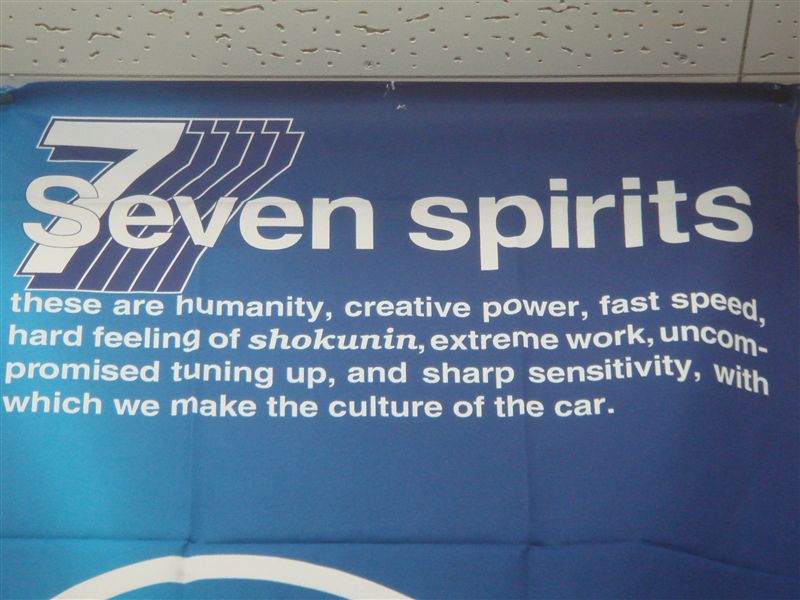 7
Seven spirits
these are humanity, creative power, fast speed,
hard feeling of shokunin, extreme work, uncom-
promised tuning up, and sharp sensitivity, with
which we make the culture of the car.